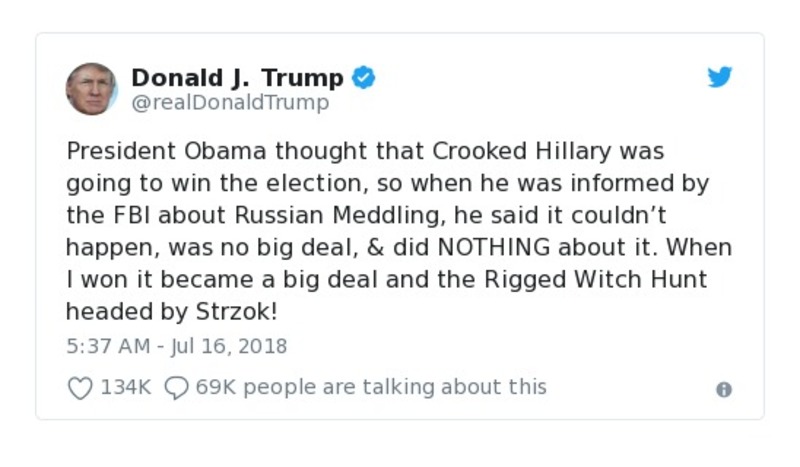 Donald J. Trump
@realDonaldTrump
President Obama thought that Crooked Hillary was
going to win the election, so when he was informed by
the FBI about Russian Meddling, he said it couldn’t
happen, was no big deal, & did NOTHING about it. When
I won it became a big deal and the Rigged Witch Hunt
headed by Strzok!
5:37 AM - Jul 16, 2018
134K 69K people are talking about this